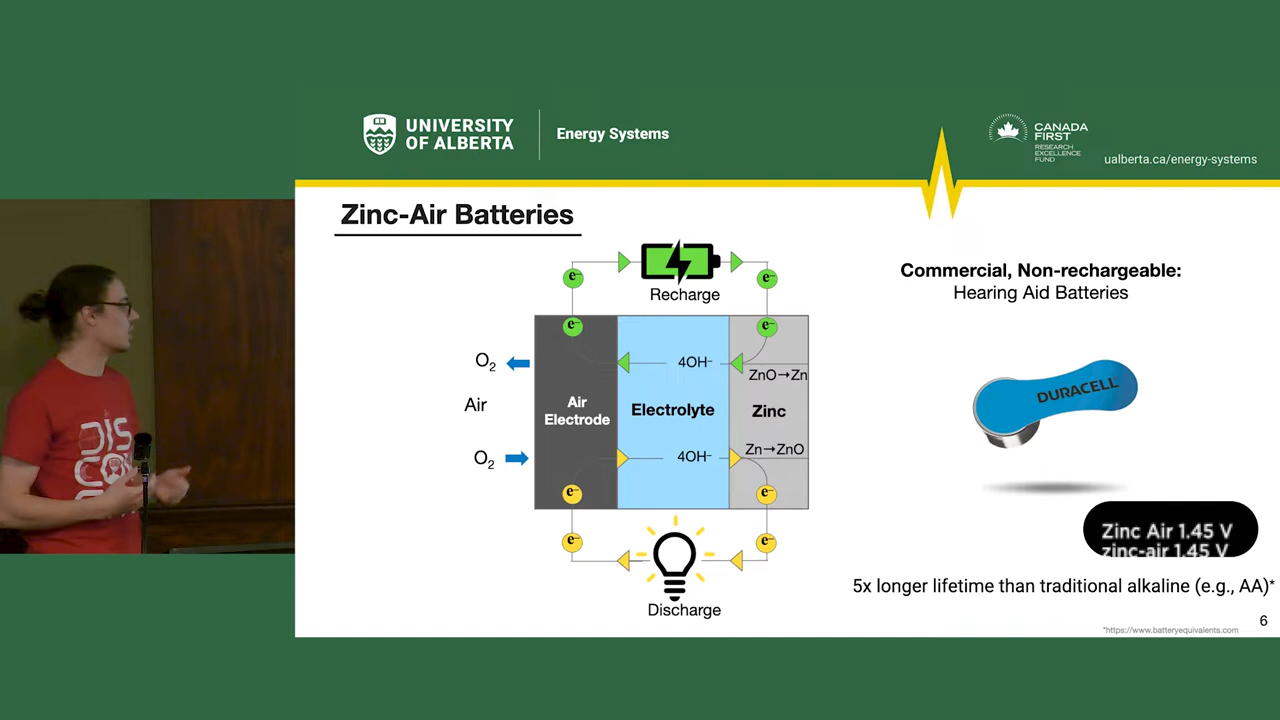 UNIVERSITY
OF ALBERTA
Energy Systems
CANADA
FIRST
RESEARCH
EXCELLENCE
FUND
ualberta.ca/energy-systems
Zinc-Air Batteries
e⁻
e⁻
Recharge
e⁻
e⁻
O₂
4OH⁻
ZnO→Zn
Air
Air
Electrode
Electrolyte
Zinc
O₂
4OH⁻
Zn→ZnO
e⁻
e⁻
e⁻
e⁻
Discharge
Commercial, Non-rechargeable:
Hearing Aid Batteries
DURACELL
Zinc Air 1.45 V
zinc-air 1.45 V
5x longer lifetime than traditional alkaline (e.g., AA)*
*https://www.batteryequivalents.com
6